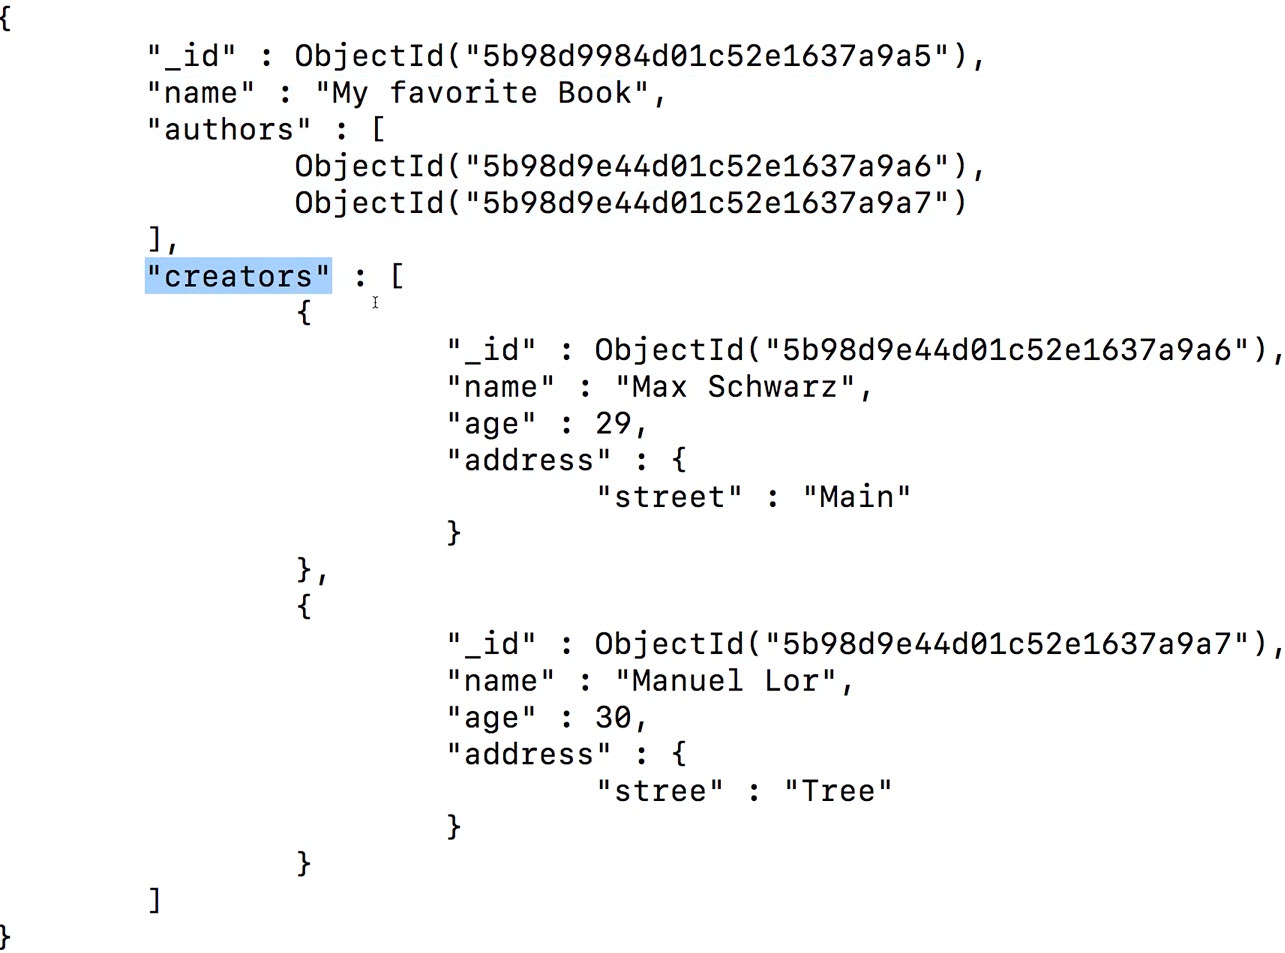 {
"_id" : ObjectId("5b98d9984d01c52e1637a9a5"),
"name" : "My favorite Book",
"authors" : [
ObjectId("5b98d9e44d01c52e1637a9a6"),
ObjectId("5b98d9e44d01c52e1637a9a7")
],
"creators" : [
{
"_id" : ObjectId("5b98d9e44d01c52e1637a9a6"),
"name" : "Max Schwarz",
"age" : 29,
"address" : {
"street" : "Main"
}
},
{
"_id" : ObjectId("5b98d9e44d01c52e1637a9a7"),
"name" : "Manuel Lor",
"age" : 30,
"address" : {
"stree" : "Tree"
}
}
]
}